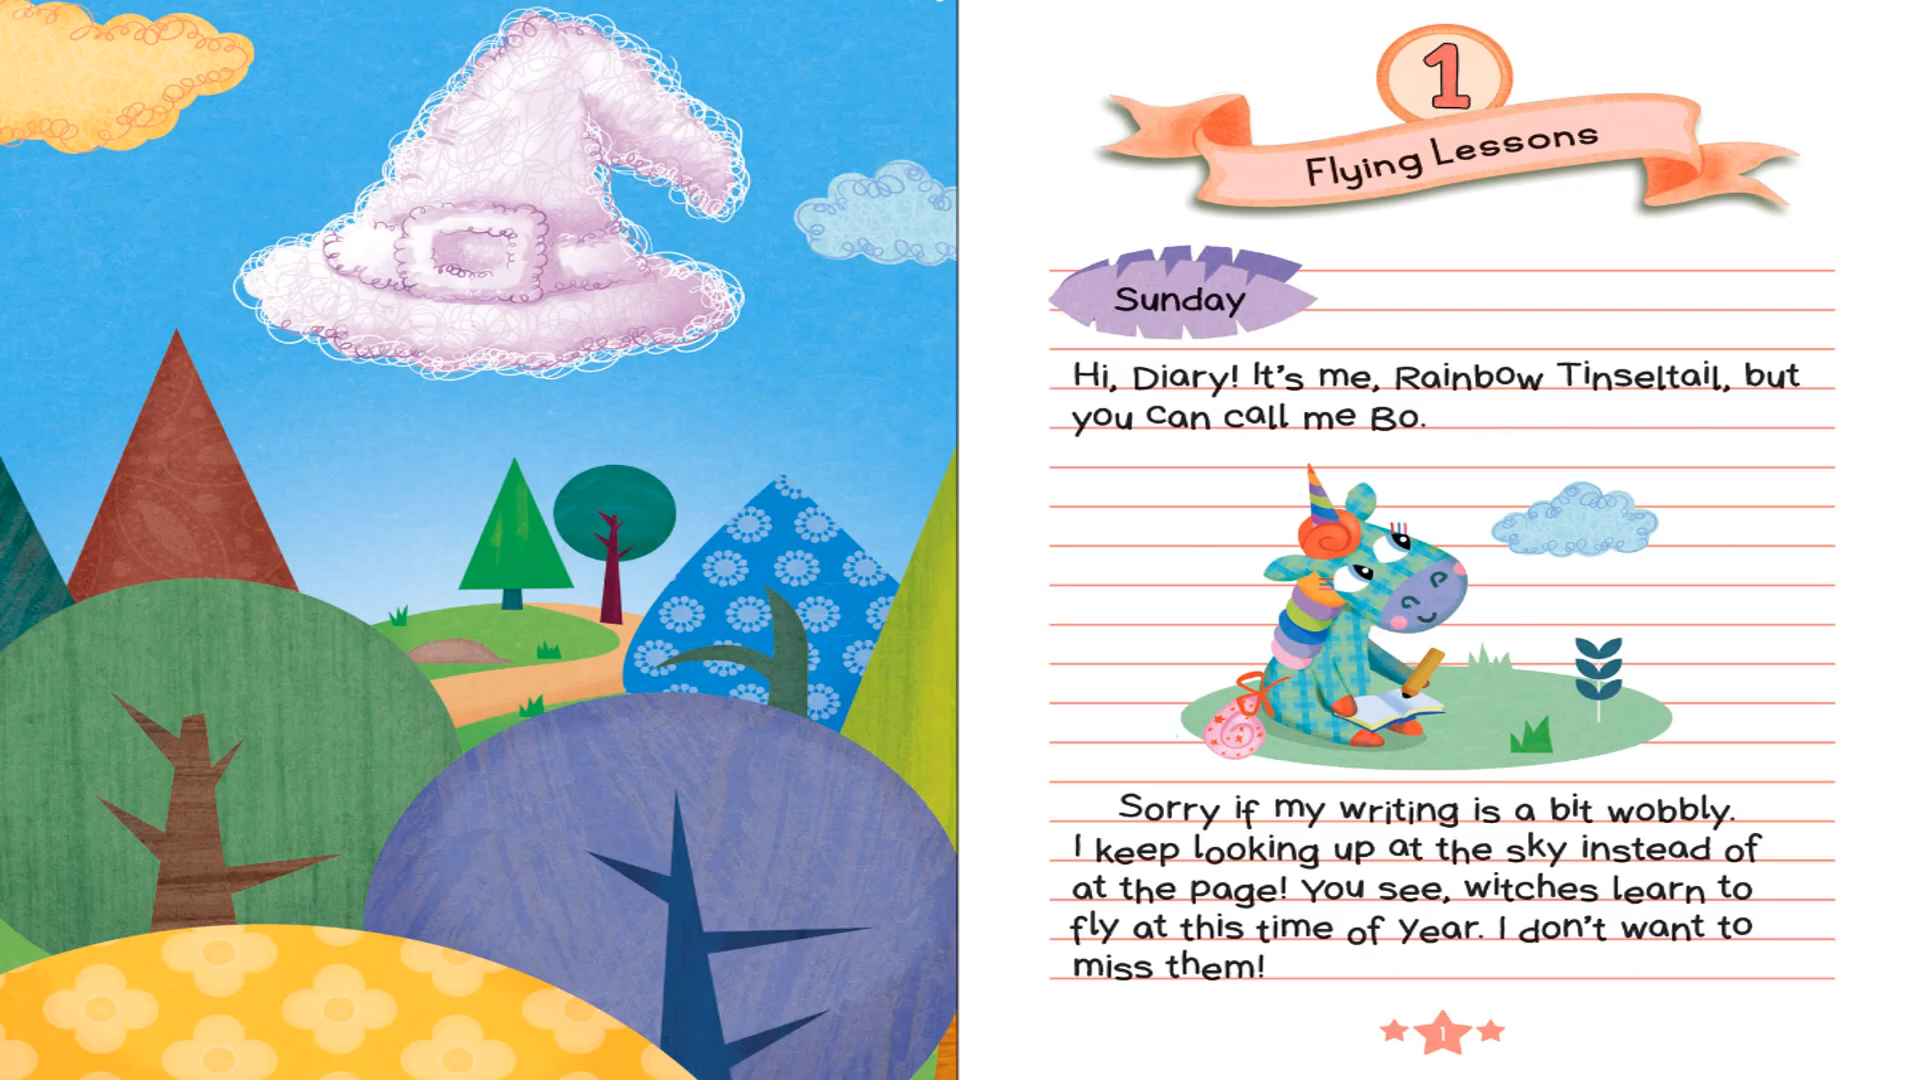 1
Flying Lessons
Sunday
Hi, Diary! It's me, Rainbow Tinseltail, but
you can call me Bo.
Sorry if my writing is a bit wobbly.
I keep looking up at the sky instead of
at the page! You see, witches learn to
fly at this time of year. I don't want to
miss them!
1